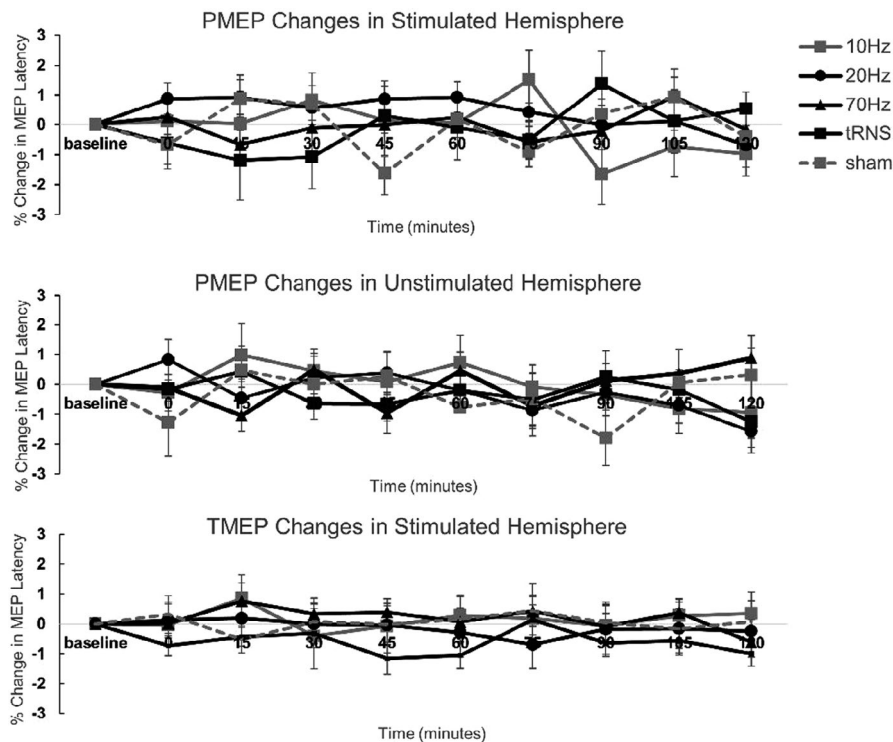 PMEP Changes in Stimulated Hemisphere
% Change in MEP Latency
3
2
1
0
-1
-2
-3
baseline 0 15 30 45 60 75 90 105 120
Time (minutes)
10Hz
20Hz
70Hz
tRNS
sham
PMEP Changes in Unstimulated Hemisphere
% Change in MEP Latency
3
2
1
0
-1
-2
-3
baseline 0 15 30 45 60 75 90 105 120
Time (minutes)
TMEP Changes in Stimulated Hemisphere
% Change in MEP Latency
3
2
1
0
-1
-2
-3
baseline 0 15 30 45 60 75 90 105 120
Time (minutes)